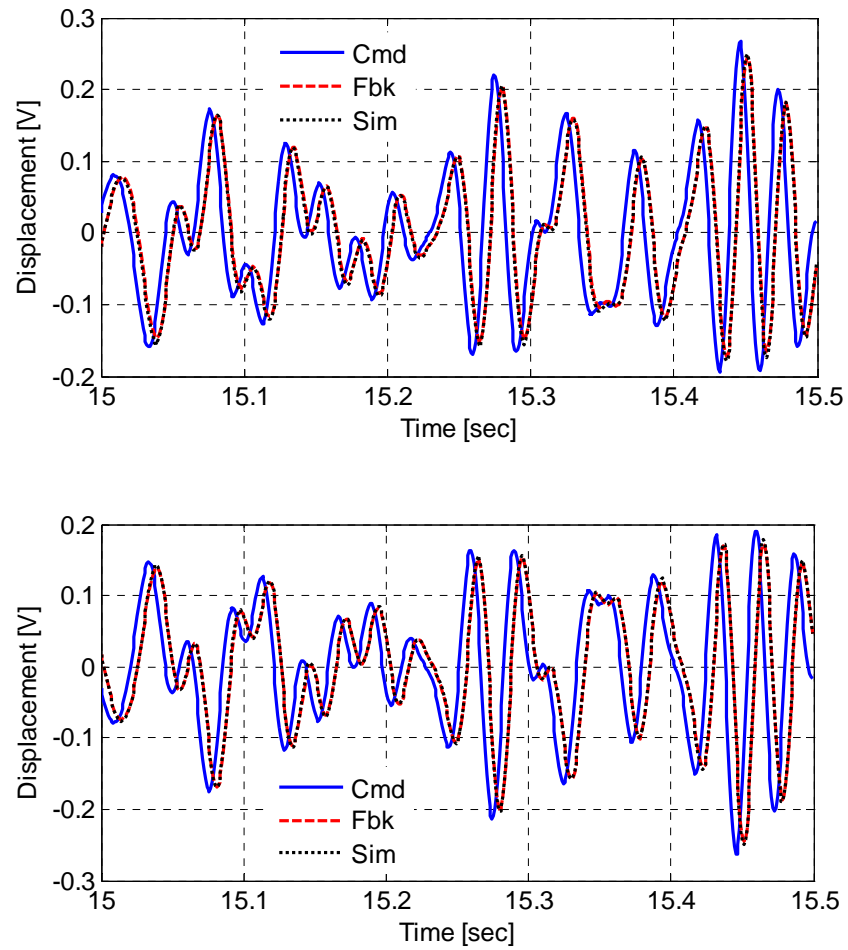 0.3
Cmd
Fbk
Sim
0.2
0.1
0
-0.1
-0.2
Displacement [V]
15 15.1 15.2 15.3 15.4 15.5
Time [sec]
0.2
0.1
0
-0.1
-0.2
-0.3
Displacement [V]
Cmd
Fbk
Sim
15 15.1 15.2 15.3 15.4 15.5
Time [sec]